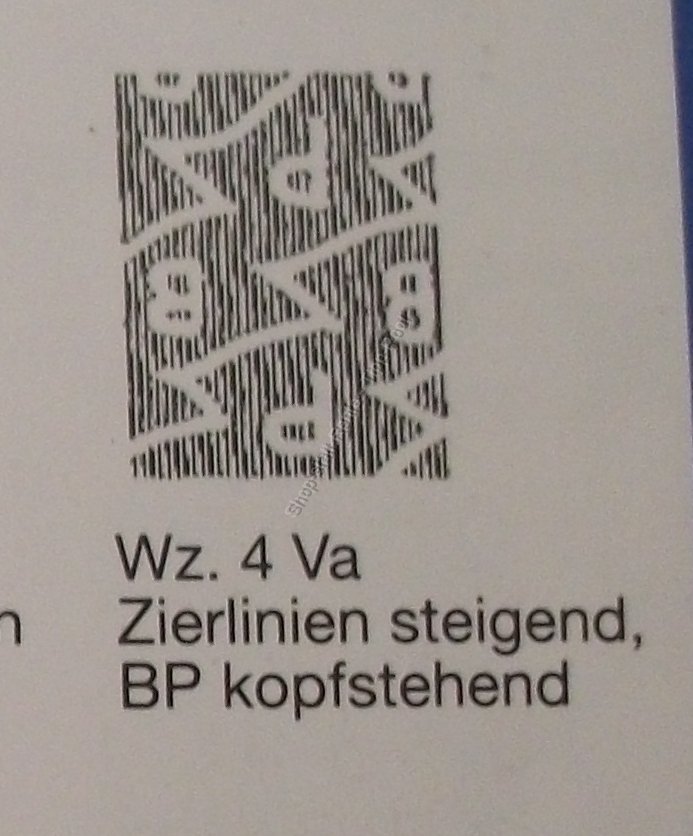 Wz. 4 Va
n Zierlinien steigend,
BP kopfstehend